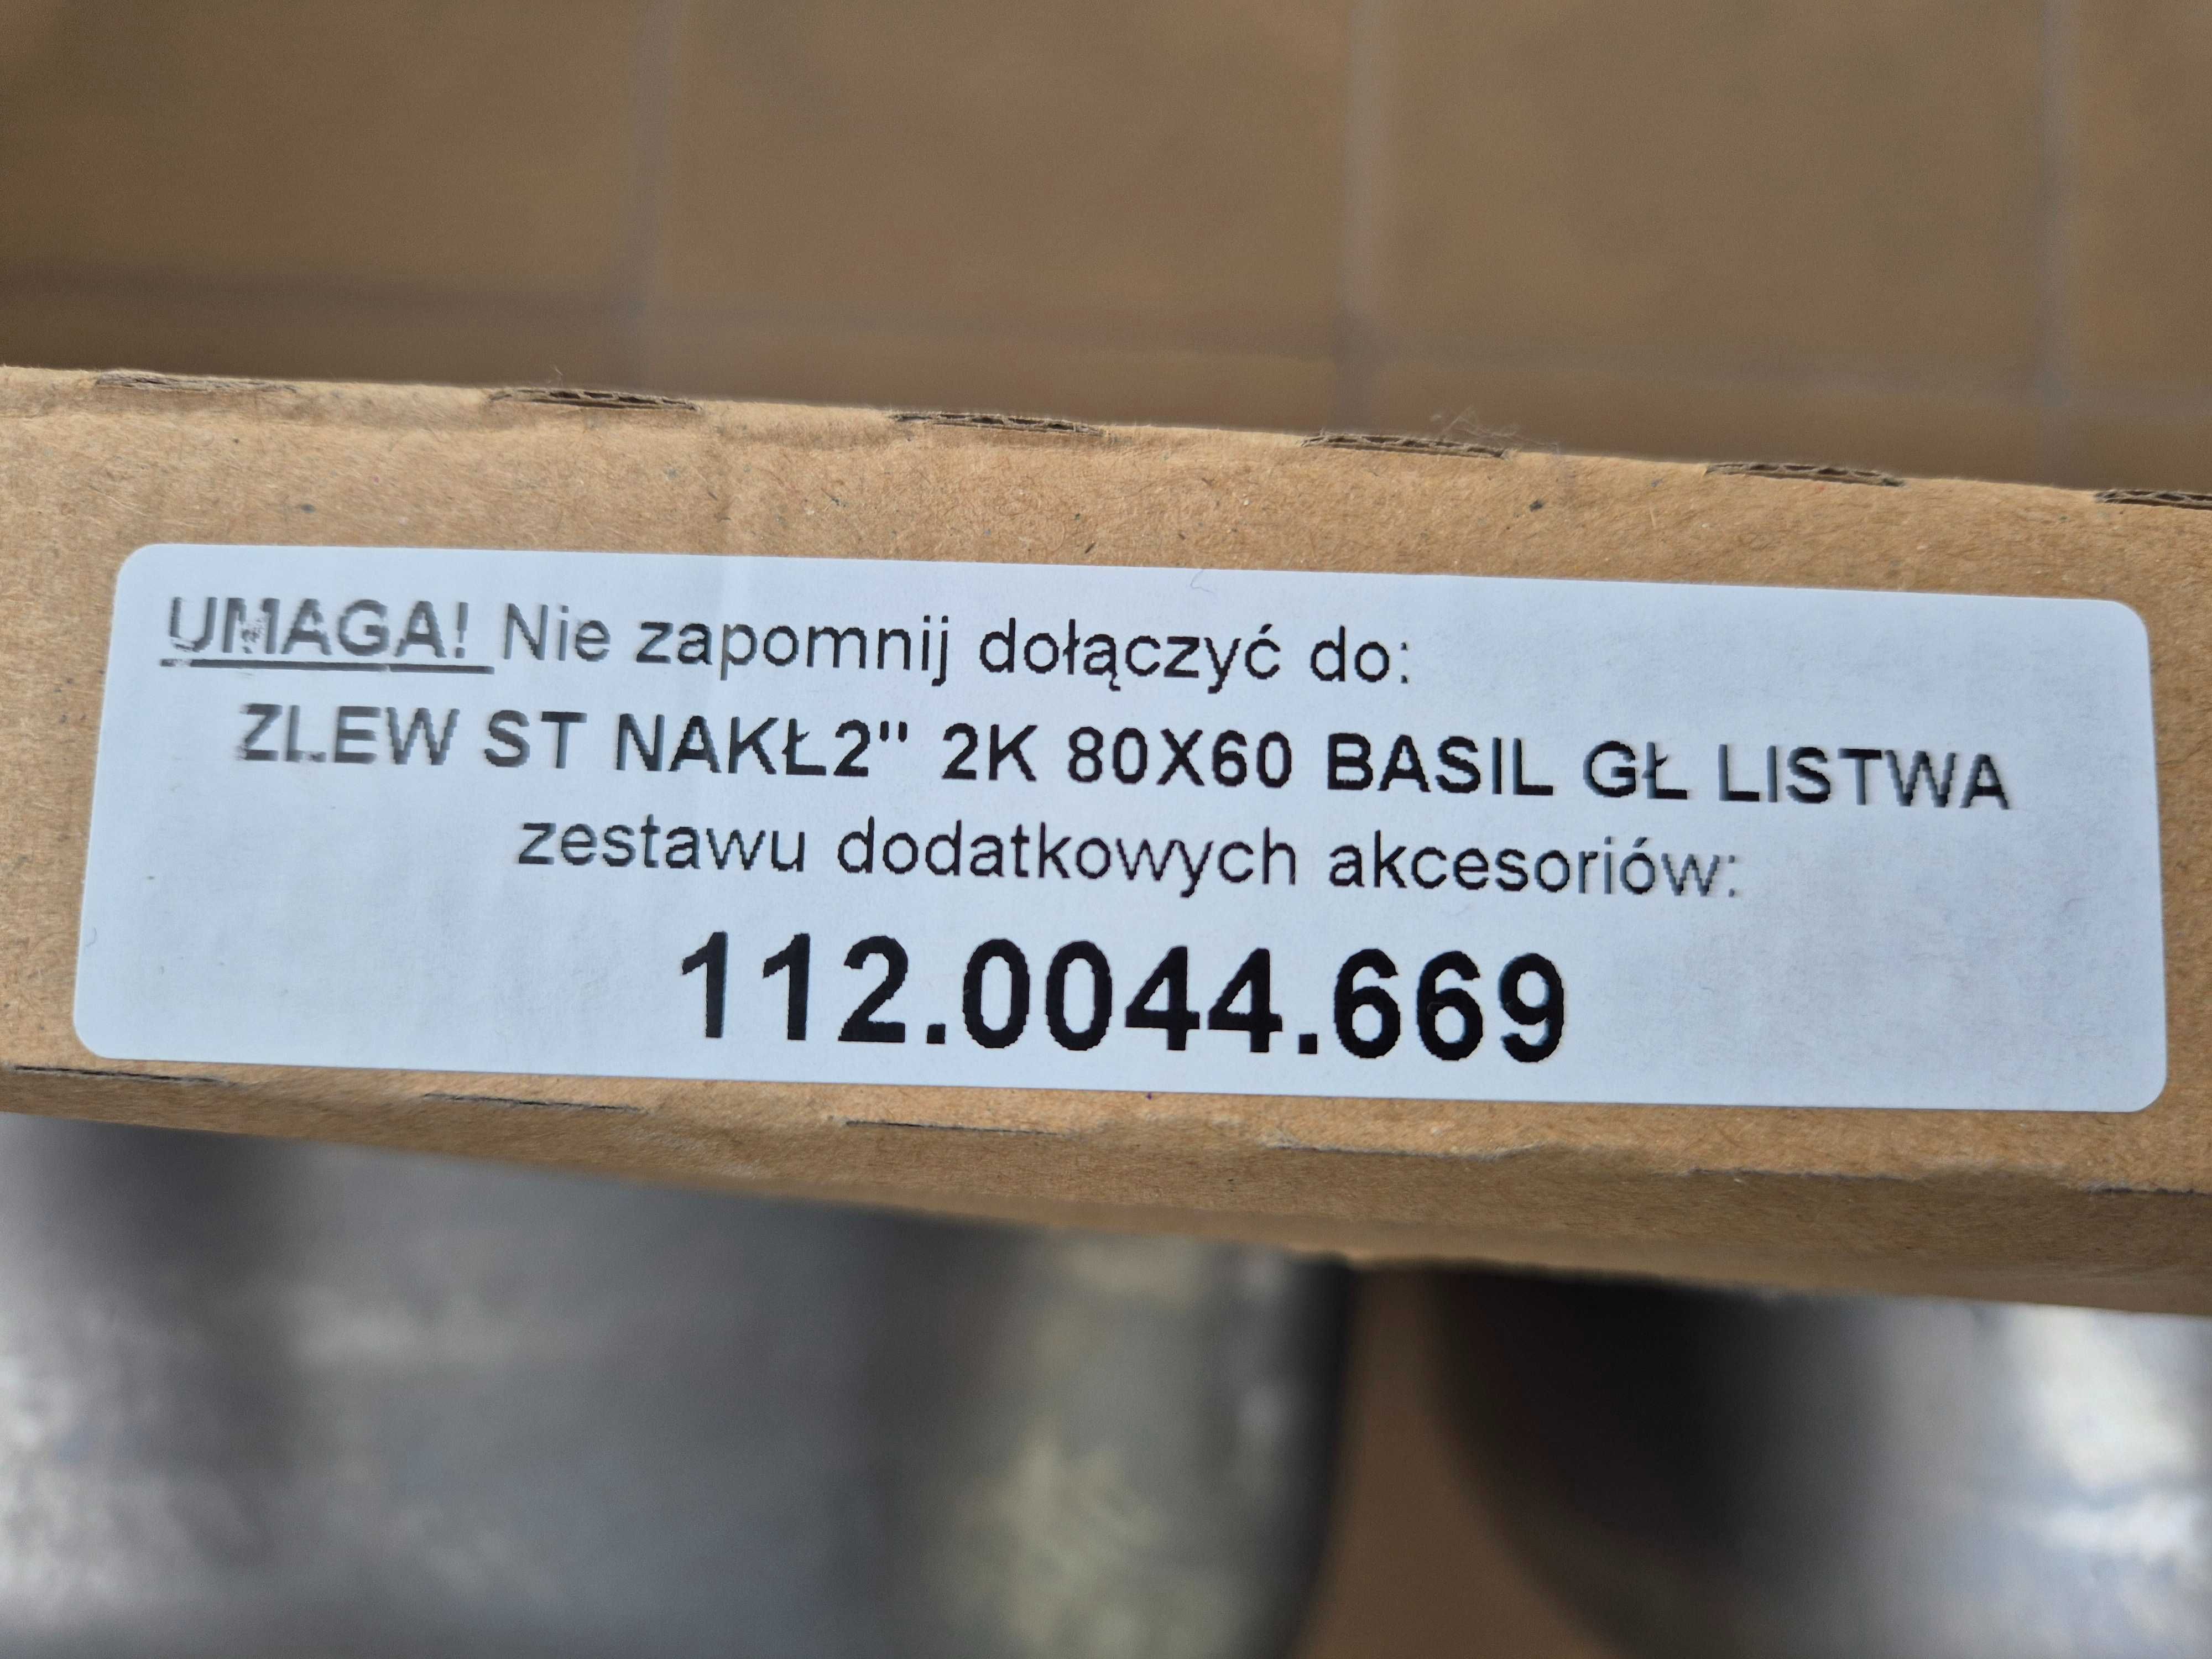 UMAGA! Nie zapomnij dołączyć do:
ZLEW ST NAKŁ2" 2K 80X60 BASIL GŁ LISTWA
zestawu dodatkowych akcesoriów:
112.0044.669